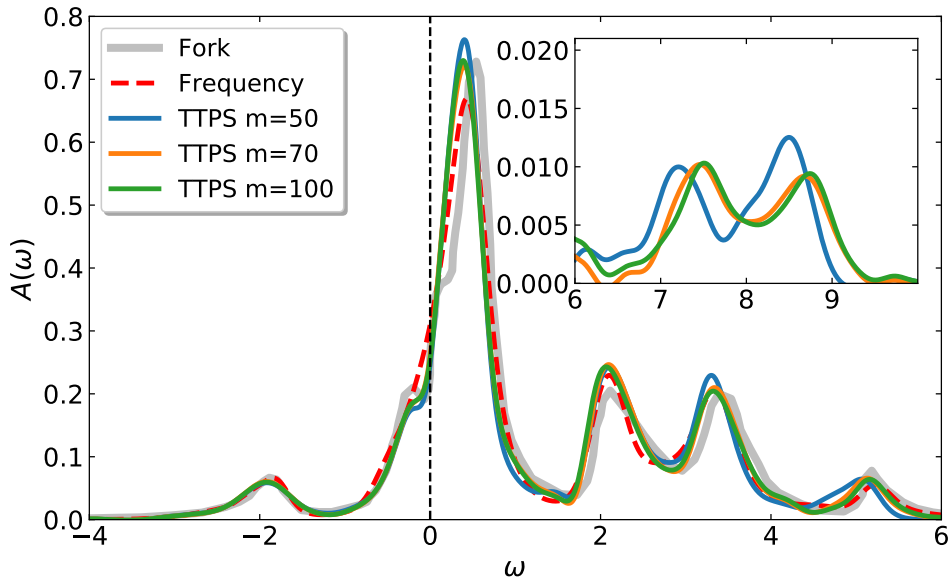 0.8
0.7
0.6
0.5
0.4
0.3
0.2
0.1
0.0
A(ω)
Fork
Frequency
TTPS m=50
TTPS m=70
TTPS m=100
0.020
0.015
0.010
0.005
0.000
6 7 8 9
−4 −2 0 2 4 6
ω